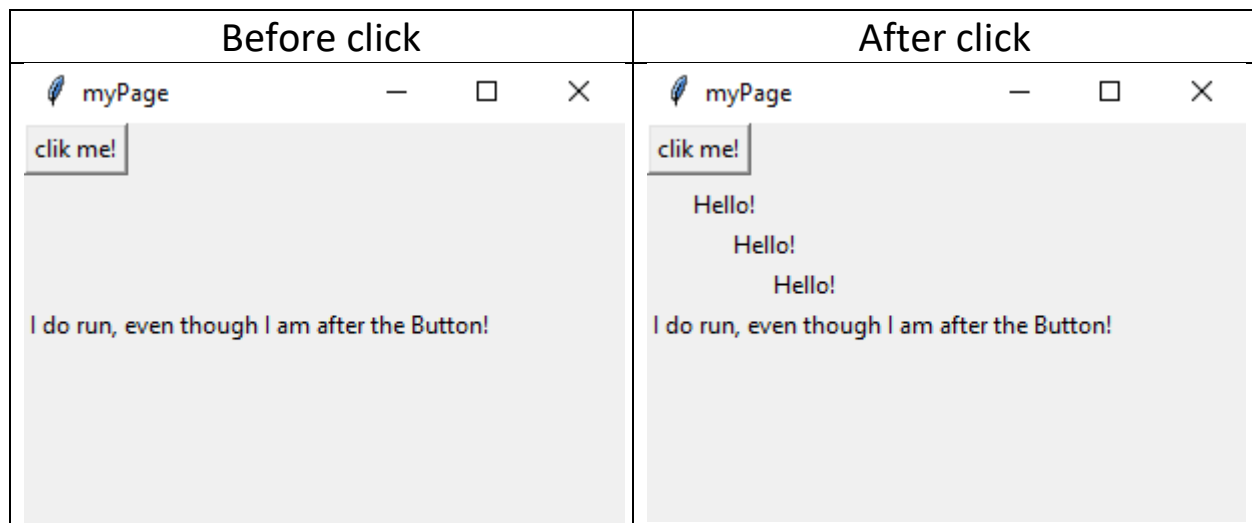 Before click
After click
myPage
myPage
clik me!
clik me!
Hello!
Hello!
Hello!
I do run, even though I am after the Button!
I do run, even though I am after the Button!